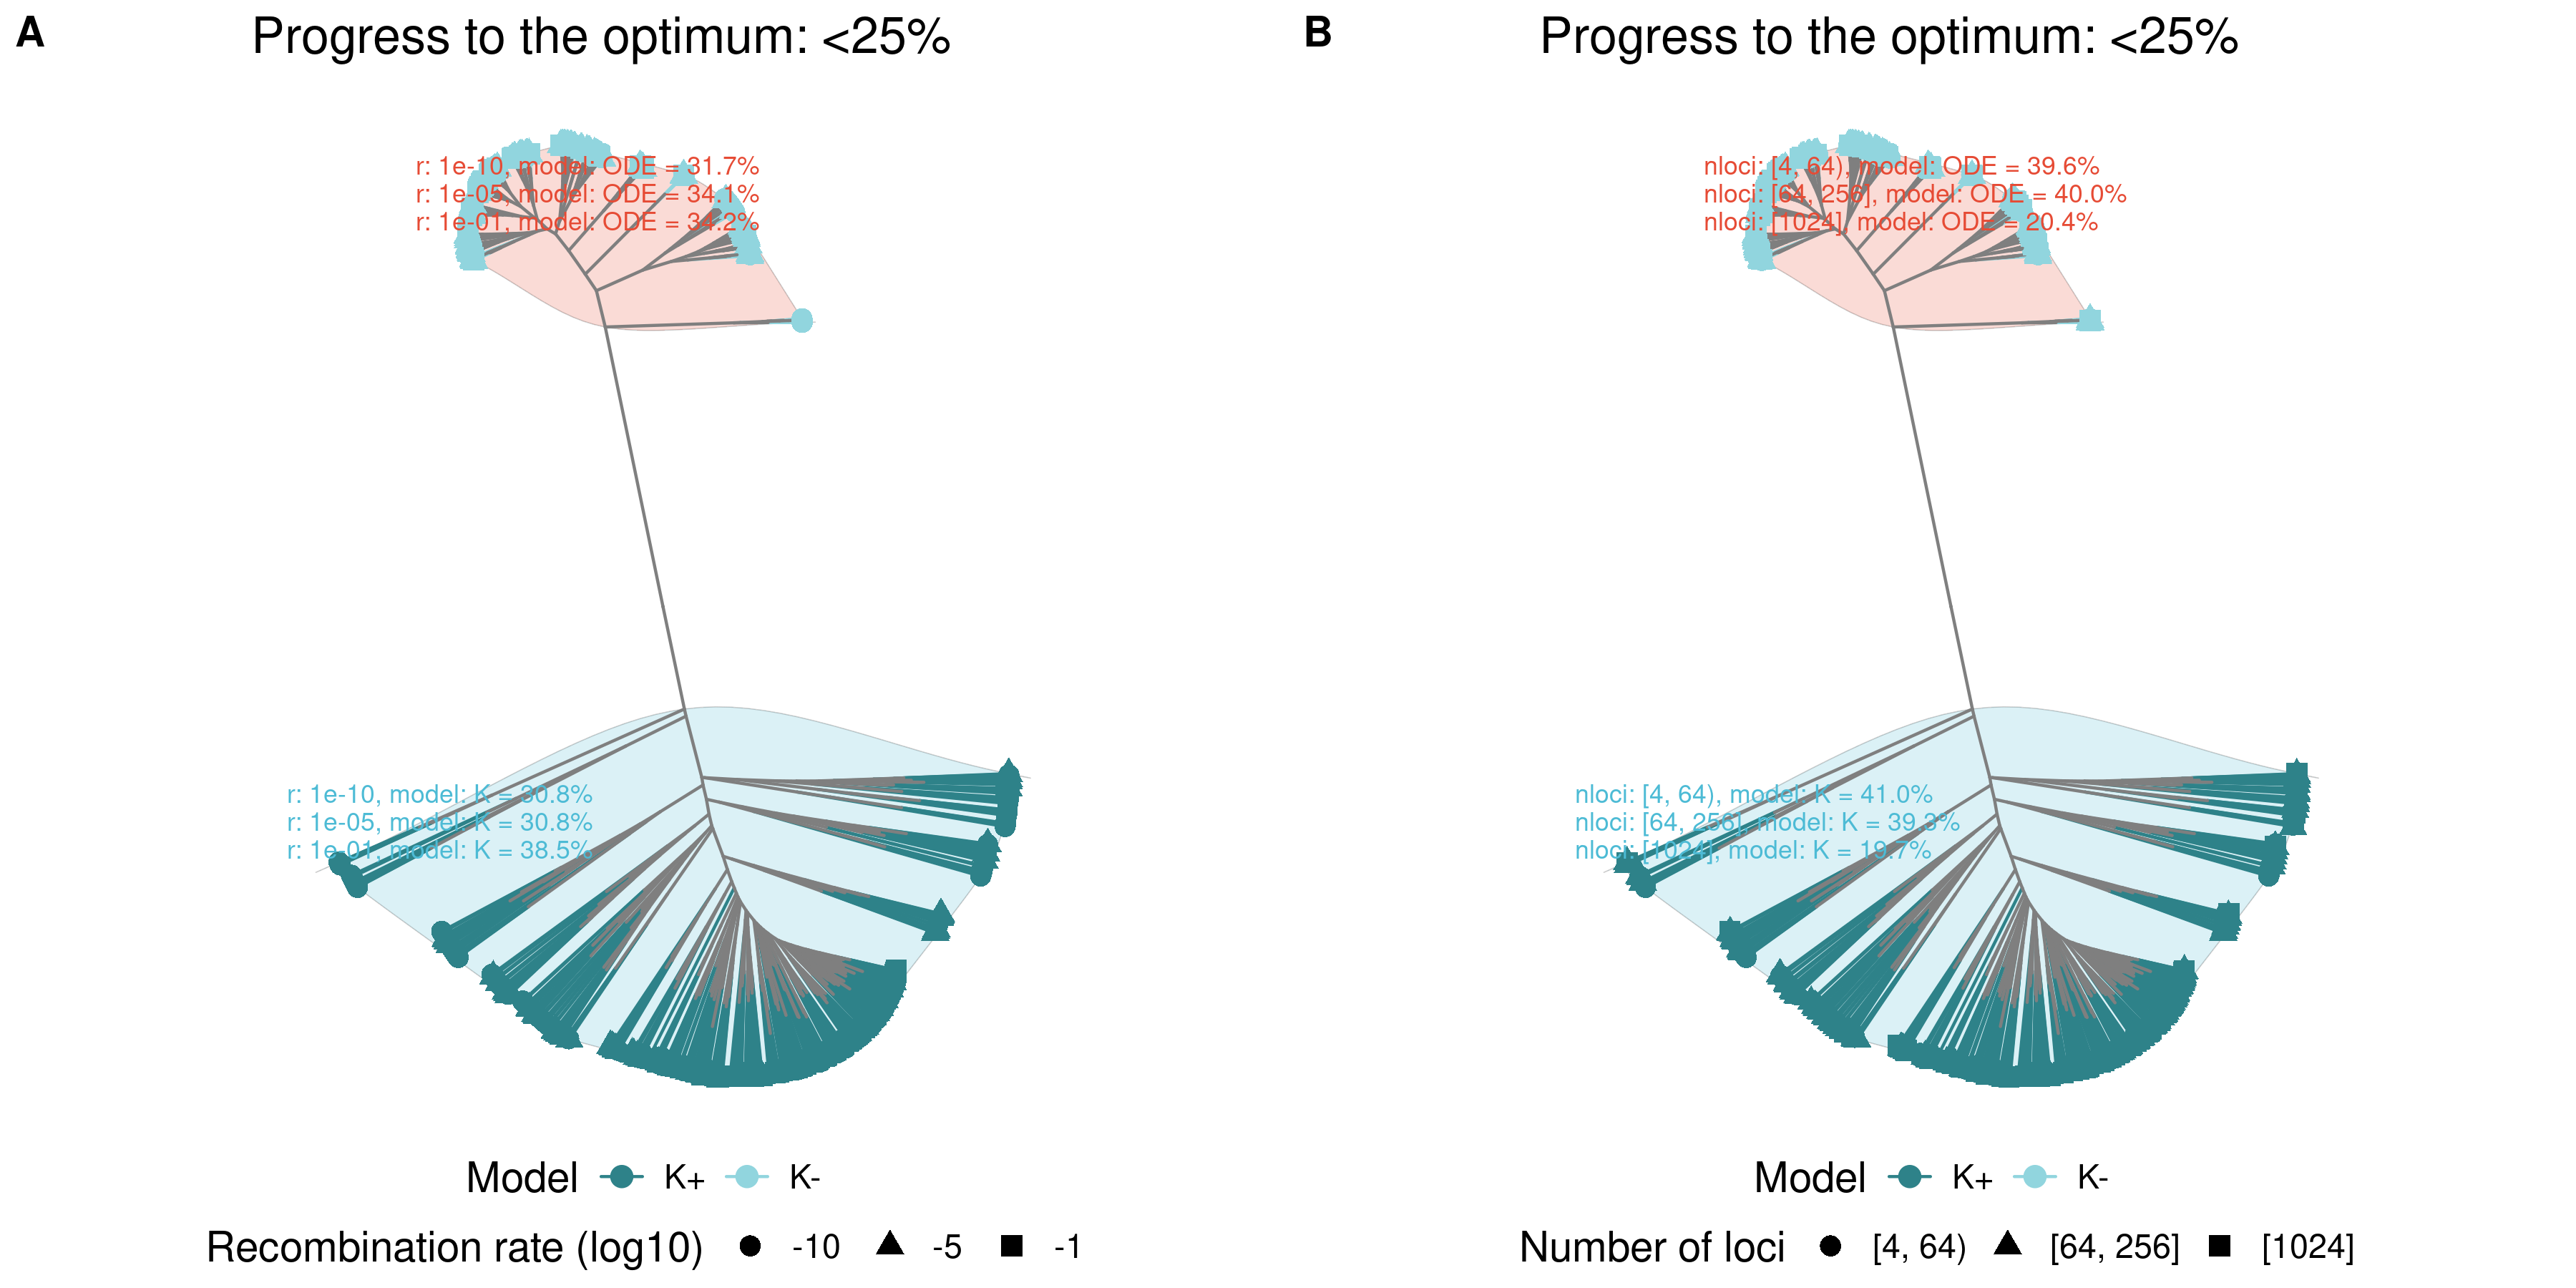 A
Progress to the optimum: <25%
r: 1e-10, model: ODE = 31.7%
r: 1e-05, model: ODE = 34.1%
r: 1e-01, model: ODE = 34.2%
r: 1e-10, model: K = 30.8%
r: 1e-05, model: K = 30.8%
r: 1e-01, model: K = 38.5%
Model K+ K-
Recombination rate (log10) -10 -5 -1
B
Progress to the optimum: <25%
nloci: [4, 64), model: ODE = 39.6%
nloci: [64, 256], model: ODE = 40.0%
nloci: [1024], model: ODE = 20.4%
nloci: [4, 64), model: K = 41.0%
nloci: [64, 256], model: K = 39.3%
nloci: [1024], model: K = 19.7%
Model K+ K-
Number of loci [4, 64) [64, 256] [1024]